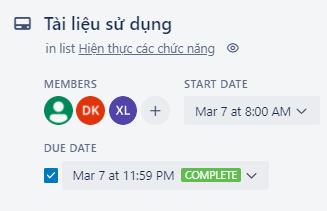 Tài liệu sử dụng
in list Hiện thực các chức năng
MEMBERS
START DATE
DK
XL
+
Mar 7 at 8:00 AM
DUE DATE
Mar 7 at 11:59 PM COMPLETE